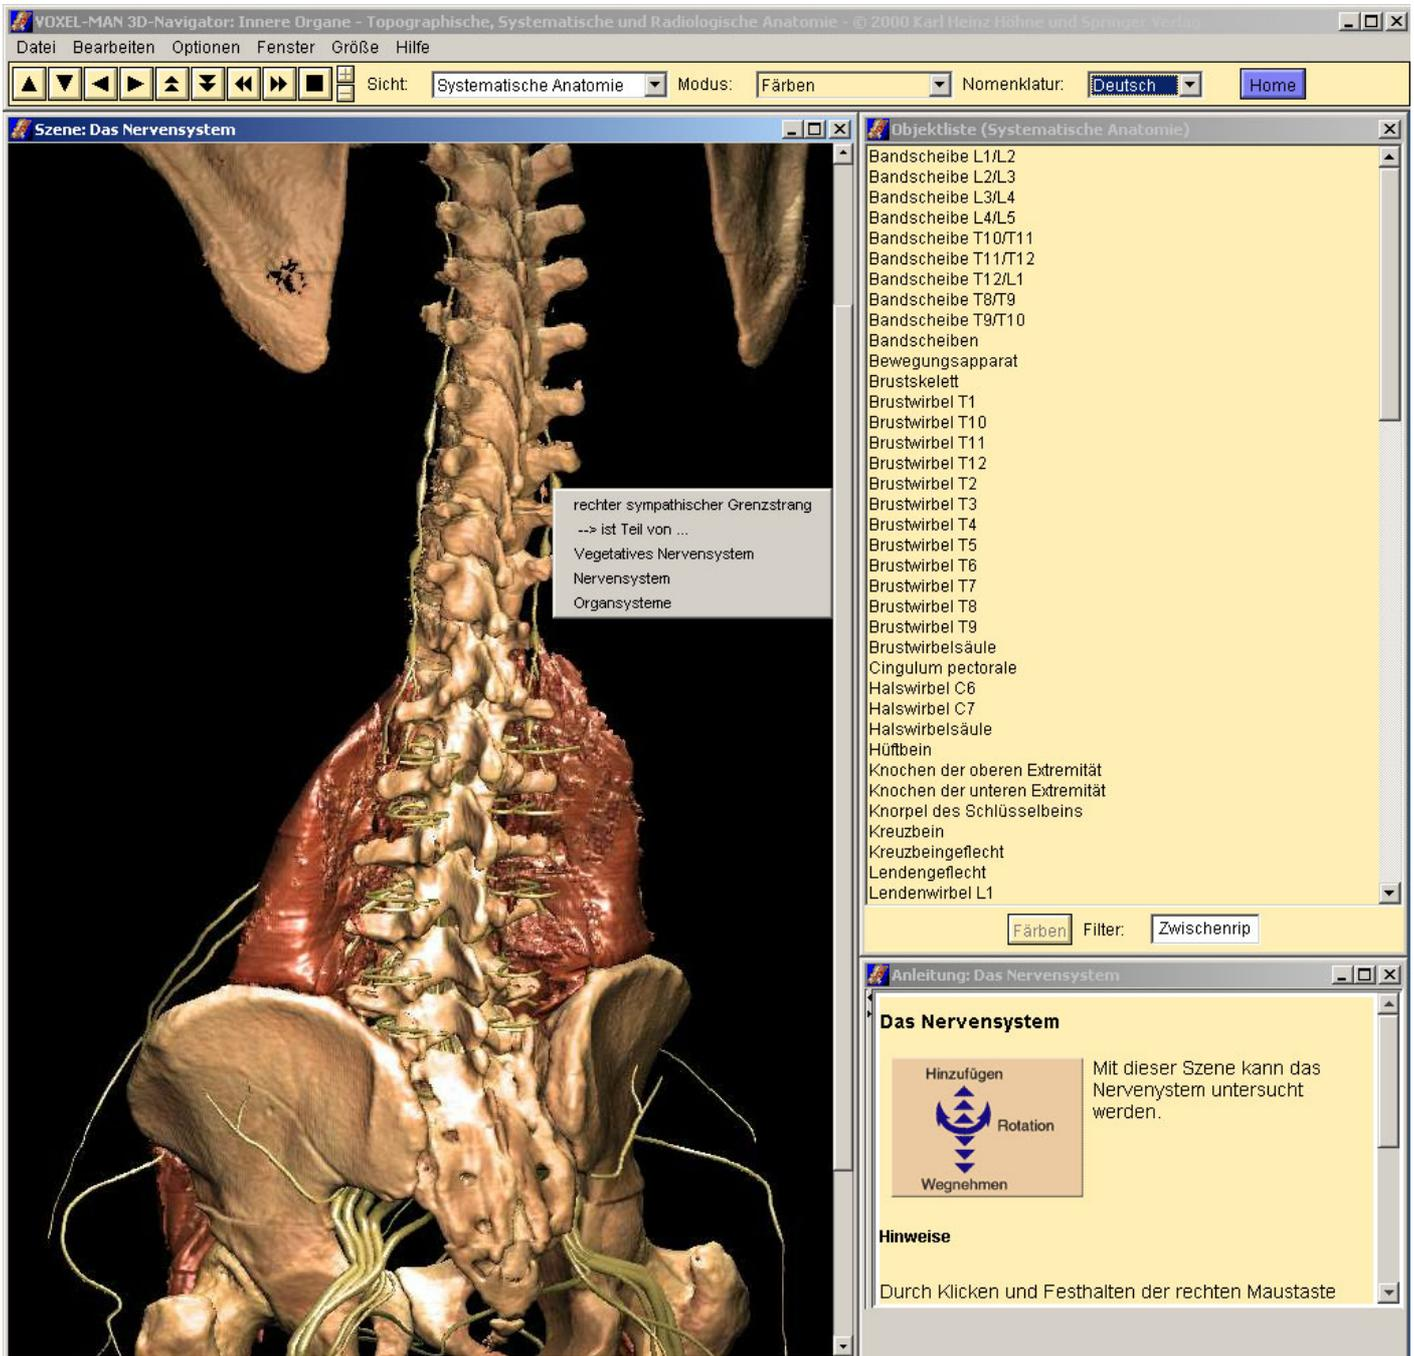 VOXEL-MAN 3D-Navigator: Innere Organe - Topographische, Systematische und Radiologsche Anatomie - © 2000 Karl Heinz Höhne und Springer Verlag
Datei Bearbeiten Optionen Fenster Größe Hilfe
Sicht: Systematische Anatomie Modus: Färben Nomenklatur: Deutsch Home
Szene: Das Nervensystem
rechter sympathischer Grenzstrang
--> ist Teil von ...
Vegetatives Nervensystem
Nervensystem
Organsysteme
Objektliste (Systematische Anatomie)
Bandscheibe L1/L2
Bandscheibe L2/L3
Bandscheibe L3/L4
Bandscheibe L4/L5
Bandscheibe T10/T11
Bandscheibe T11/T12
Bandscheibe T12/L1
Bandscheibe T8/T9
Bandscheibe T9/T10
Bandscheiben
Bewegungsapparat
Brustskelett
Brustwirbel T1
Brustwirbel T10
Brustwirbel T11
Brustwirbel T12
Brustwirbel T2
Brustwirbel T3
Brustwirbel T4
Brustwirbel T5
Brustwirbel T6
Brustwirbel T7
Brustwirbel T8
Brustwirbel T9
Brustwirbelsäule
Cingulum pectorale
Halswirbel C6
Halswirbel C7
Halswirbelsäule
Hüftbein
Knochen der oberen Extremität
Knochen der unteren Extremität
Knorpel des Schlüsselbeins
Kreuzbein
Kreuzbeingeflecht
Lendengeflecht
Lendenwirbel L1
Färben Filter: Zwischenrip
Anleitung: Das Nervensystem
Das Nervensystem
Hinzufügen
Rotation
Wegnehmen
Mit dieser Szene kann das
Nervenystem untersucht
werden.
Hinweise
Durch Klicken und Festhalten der rechten Maustaste